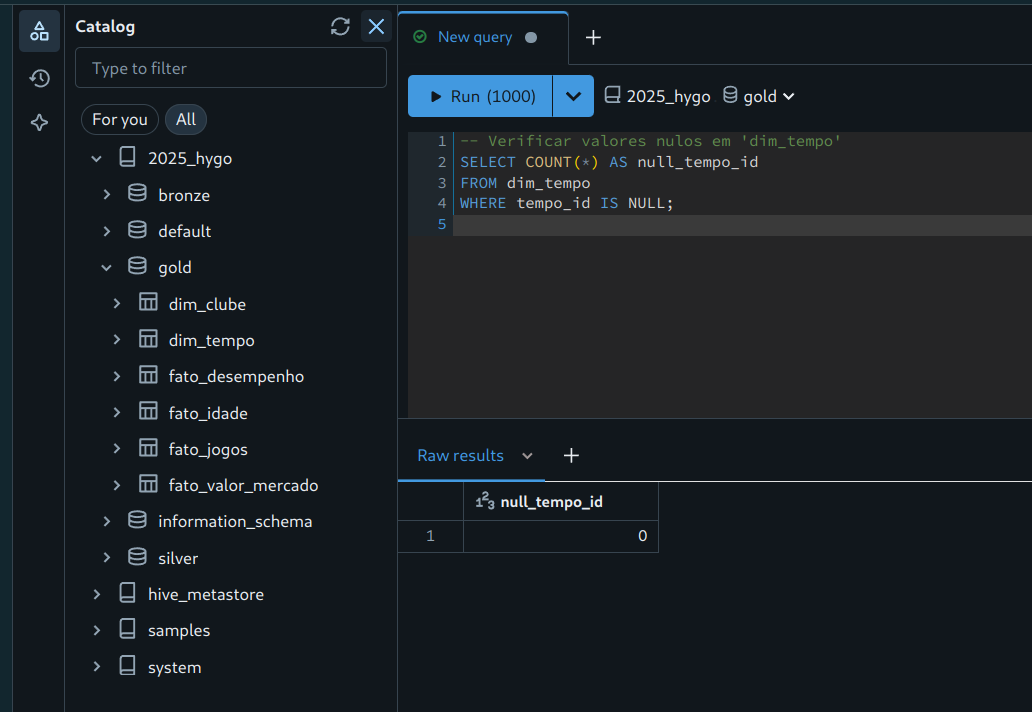 Catalog
Type to filter
For you
All
2025_hygo
bronze
default
gold
dim_clube
dim_tempo
fato_desempenho
fato_idade
fato_jogos
fato_valor_mercado
information_schema
silver
hive_metastore
samples
system
New query
Run (1000)
2025_hygo
gold
1 -- Verificar valores nulos em 'dim_tempo'
2 SELECT COUNT(*) AS null_tempo_id
3 FROM dim_tempo
4 WHERE tempo_id IS NULL;
5
Raw results
123 null_tempo_id
1 0